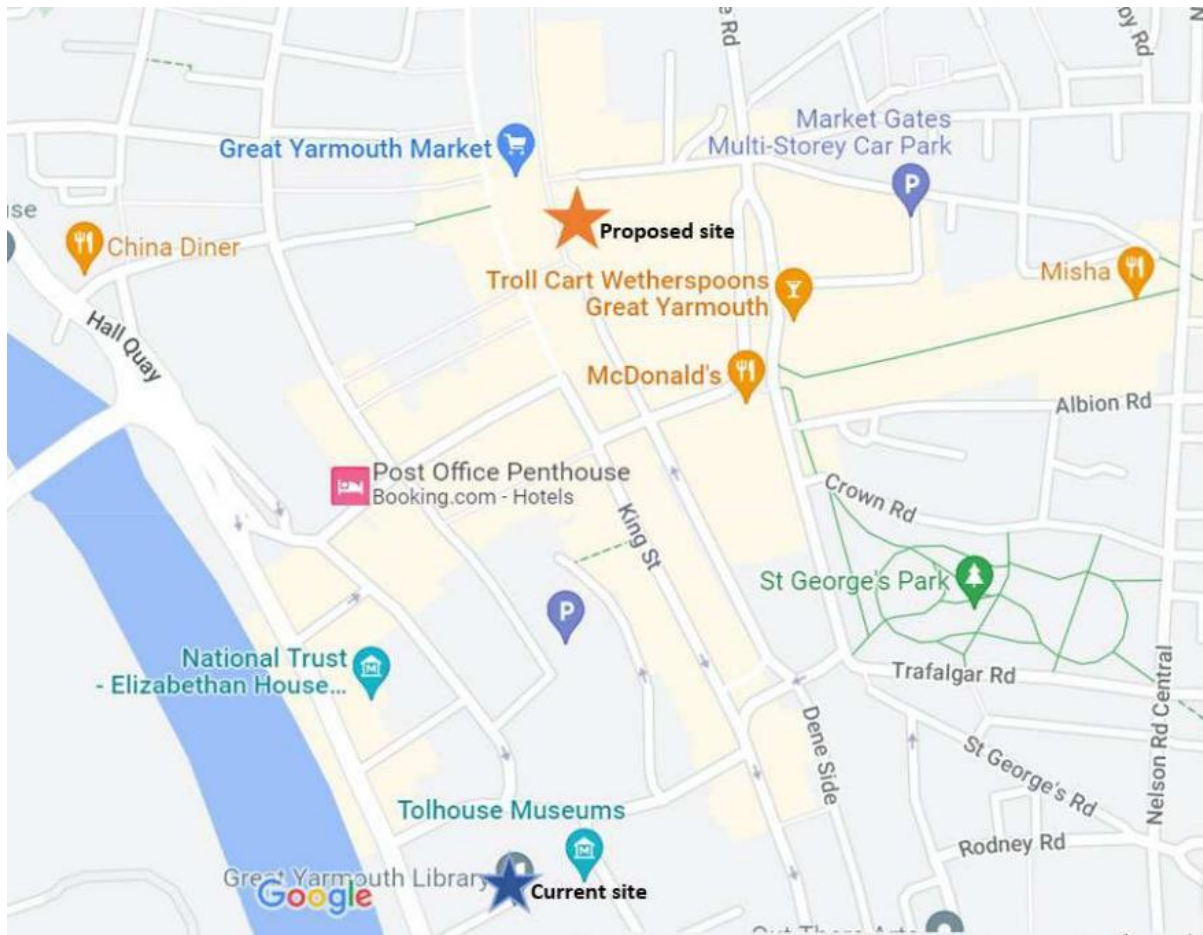 e Rd
by Rd
N
Market Gates
Multi-Storey Car Park
P
Great Yarmouth Market
se
China Diner
Proposed site
Misha
Troll Cart Wetherspoons
Great Yarmouth
Hall Quay
McDonald's
Albion Rd
Post Office Penthouse
Booking.com - Hotels
Crown Rd
King St
St George's Park
P
National Trust
- Elizabethan House...
Trafalgar Rd
Nelson Rd Central
Dene Side
St George's Rd
Tolhouse Museums
Rodney Rd
Great Yarmouth Library
Current site
Google